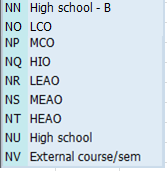 NN High school - B
NO LCO
NP MCO
NQ HIO
NR LEAO
NS MEAO
NT HEAO
NU High school
NV External course/sem